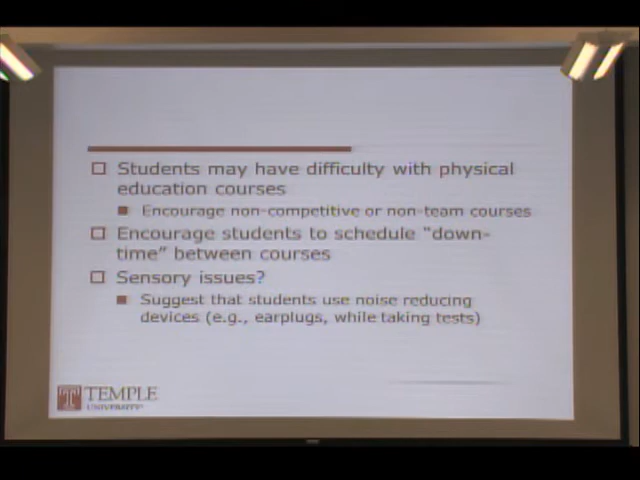 Students may have difficulty with physical
education courses
Encourage non-competitive or non-team courses
Encourage students to schedule "down-
time" between courses
Sensory issues?
Suggest that students use noise reducing
devices (e.g., earplugs, while taking tests)
TEMPLE
UNIVERSITY